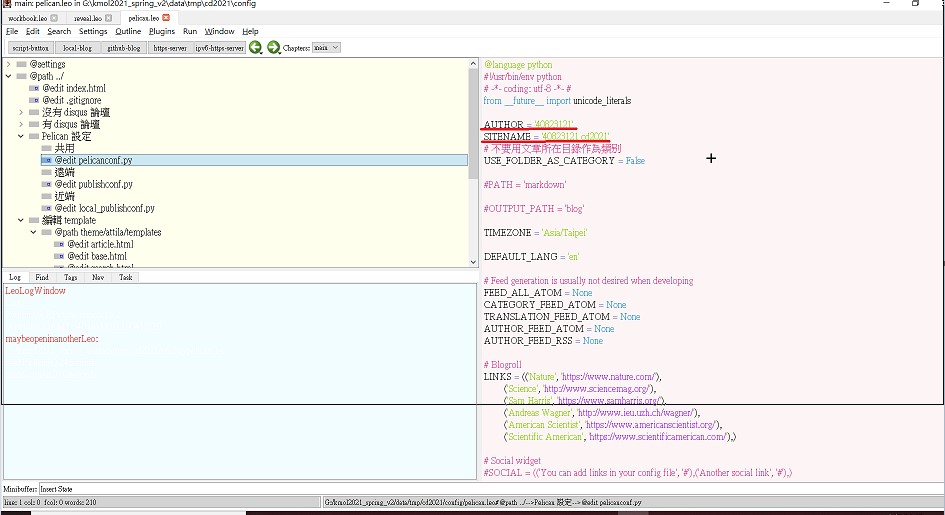 main: pelican.leo in G:\kmol2021_spring_v2\data\tmp\cd2021\config
workbook.leo reveal.leo pelican.leo
File Edit Search Settings Outline Plugins Run Window Help
script-button local-blog github-blog https-server ipv6-https-server Chapters: main
@settings
@path ../
@edit index.html
@edit .gitignore
沒有 disqus 論壇
有 disqus 論壇
Pelican 設定
共用
@edit pelicanconf.py
遠端
@edit publishconf.py
近端
@edit local_publishconf.py
編輯 template
@path theme/attila/templates
@edit article.html
@edit base.html
@edit search.html
Log Find Tags Nav Task
LeoLogWindow
maybeopeninanotherLeo:
@language python
#!/usr/bin/env python
# -*- coding: utf-8 -*- #
from __future__ import unicode_literals
AUTHOR = '40823121'
SITENAME = '40823121 cd2021'
# 不要用文章所在目錄作為類別
USE_FOLDER_AS_CATEGORY = False
#PATH = 'markdown'
#OUTPUT_PATH = 'blog'
TIMEZONE = 'Asia/Taipei'
DEFAULT_LANG = 'en'
# Feed generation is usually not desired when developing
FEED_ALL_ATOM = None
CATEGORY_FEED_ATOM = None
TRANSLATION_FEED_ATOM = None
AUTHOR_FEED_ATOM = None
AUTHOR_FEED_RSS = None
# Blogroll
LINKS = (('Nature', 'https://www.nature.com/'),
('Science', 'http://www.sciencemag.org/'),
('Sam Harris', 'https://www.samharris.org/'),
('Andreas Wagner', 'http://www.ieu.uzh.ch/wagner/'),
('American Scientist', 'https://www.americanscientist.org/'),
('Scientific American', 'https://www.scientificamerican.com/'),)
# Social widget
#SOCIAL = (('You can add links in your config file', '#'),('Another social link', '#'),)
Minibuffer: Insert State
line: 1 col: 0 fcol: 0 words: 210
G:/kmol2021_spring_v2/data/tmp/cd2021/config/pelican.leo#@path ../-->Pelican 設定-->@edit pelicanconf.py